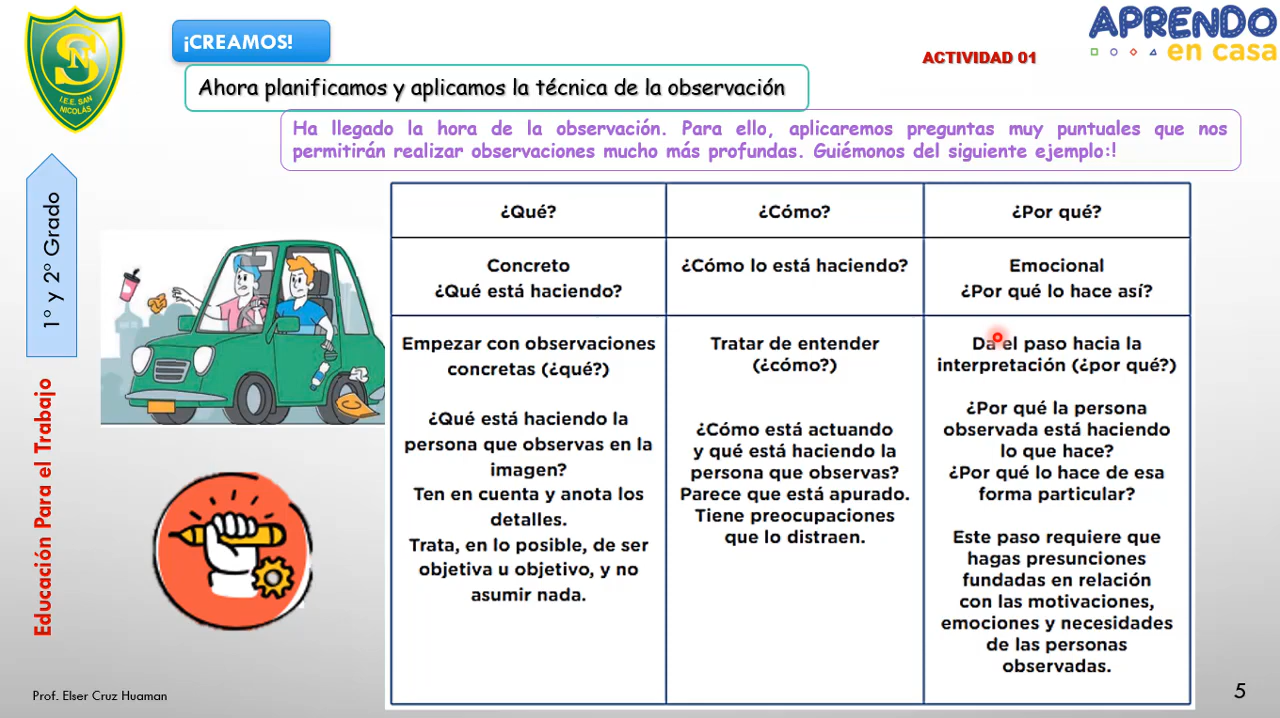 ¡CREAMOS!
APRENDO
en casa
ACTIVIDAD 01
Ahora planificamos y aplicamos la técnica de la observación
Ha llegado la hora de la observación. Para ello, aplicaremos preguntas muy puntuales que nos
permitirán realizar observaciones mucho más profundas. Guiémonos del siguiente ejemplo:!
SN
I.E.E. SAN
NICOLÁS
1° y 2° Grado
Educación Para el Trabajo
¿Qué?
¿Cómo?
¿Por qué?
Concreto
¿Qué está haciendo?
¿Cómo lo está haciendo?
Emocional
¿Por qué lo hace así?
Empezar con observaciones
concretas (¿qué?)
¿Qué está haciendo la
persona que observas en la
imagen?
Ten en cuenta y anota los
detalles.
Trata, en lo posible, de ser
objetiva u objetivo, y no
asumir nada.
Tratar de entender
(¿cómo?)
¿Cómo está actuando
y qué está haciendo la
persona que observas?
Parece que está apurado.
Tiene preocupaciones
que lo distraen.
Da el paso hacia la
interpretación (¿por qué?)
¿Por qué la persona
observada está haciendo
lo que hace?
¿Por qué lo hace de esa
forma particular?
Este paso requiere que
hagas presunciones
fundadas en relación
con las motivaciones,
emociones y necesidades
de las personas
observadas.
Prof. Elser Cruz Huaman
5